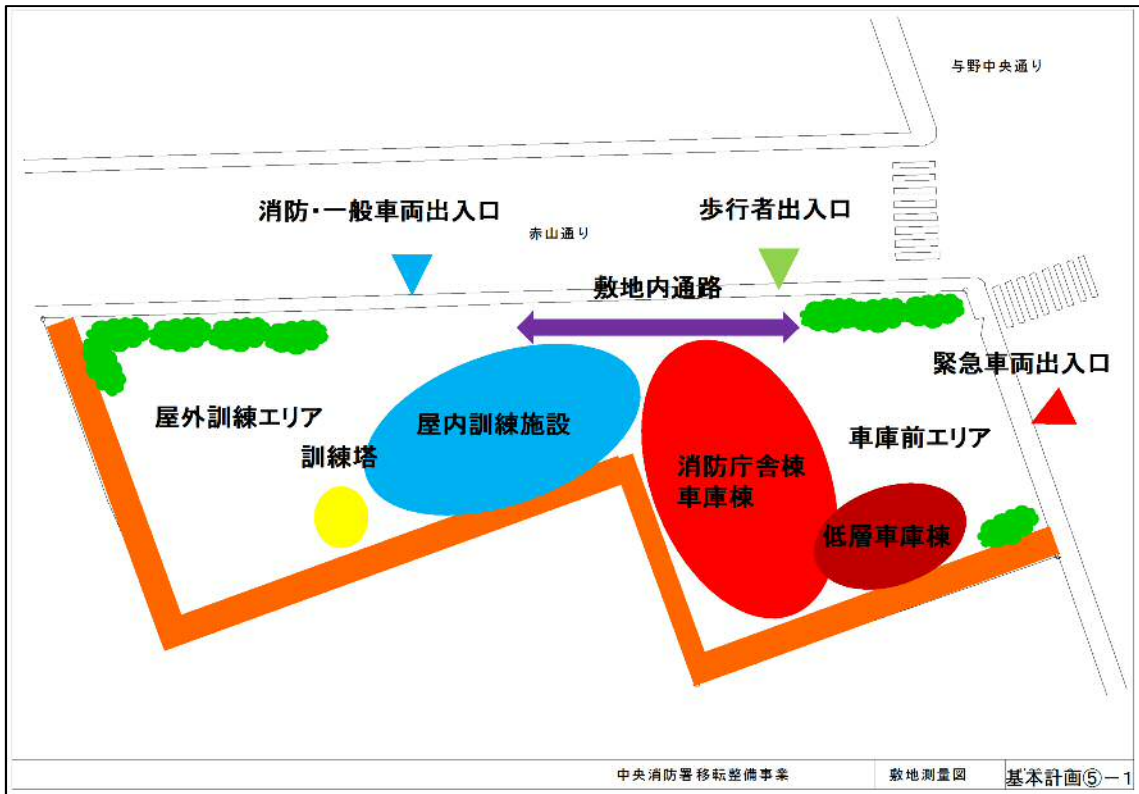 与野中央通り
消防・一般車両出入口
歩行者出入口
赤山通り
敷地内通路
緊急車両出入口
屋外訓練エリア
屋内訓練施設
車庫前エリア
訓練塔
消防庁舎棟
車庫棟
低層車庫棟
中央消防署移転整備事業
敷地測量図
基本計画⑤－1